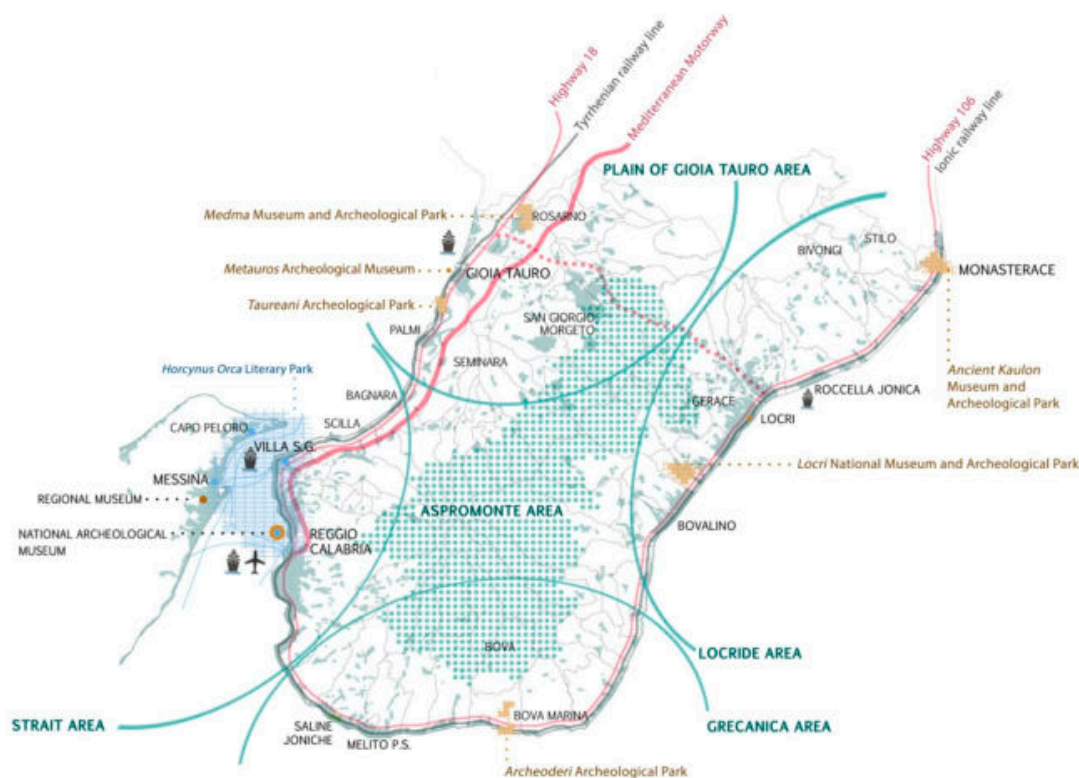 Highway 18
Tyrrhenian railway line
Mediterranean Motorway
Highway 106
Ionic railway line
PLAIN OF GIOIA TAURO AREA
Medma Museum and Archeological Park
ROSARNO
STILO
BIVONGI
MONASTERACE
Metauros Archeological Museum
GIOIA TAURO
Taureani Archeological Park
SAN GIORGIO
MORGETO
PALMI
SEMINARA
Horcynus Orca Literary Park
BAGNARA
ROCCELLA JONICA
Ancient Kaulon
Museum and
Archeological Park
GERACE
LOCRI
SCILLA
CAPO PELORO
VILLA S.G.
Locri National Museum and Archeological Park
MESSINA
REGIONAL MUSEUM
ASPROMONTE AREA
BOVALINO
NATIONAL ARCHEOLOGICAL
MUSEUM
REGGIO
CALABRIA
BOVA
LOCRIDE AREA
STRAIT AREA
BOVA MARINA
GRECANICA AREA
SALINE
JONICHE
MELITO P.S.
Archeoderi Archeological Park